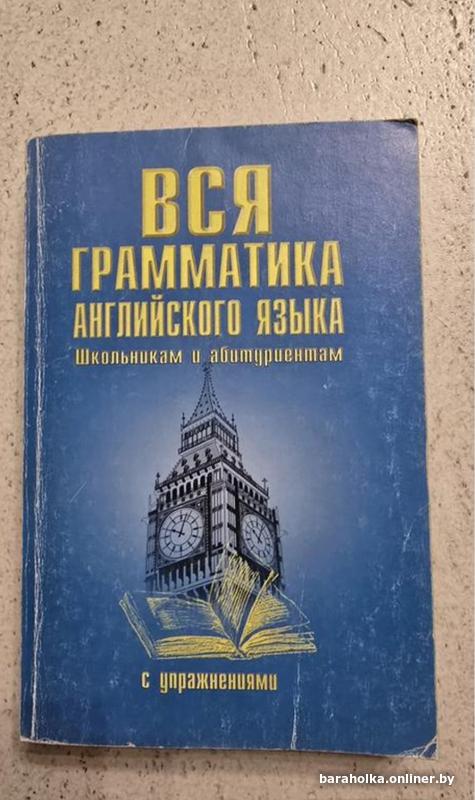 ВСЯ
ГРАММАТИКА
АНГЛИЙСКОГО ЯЗЫКА
Школьникам и абитуриентам
с упражнениями
baraholka.onliner.by